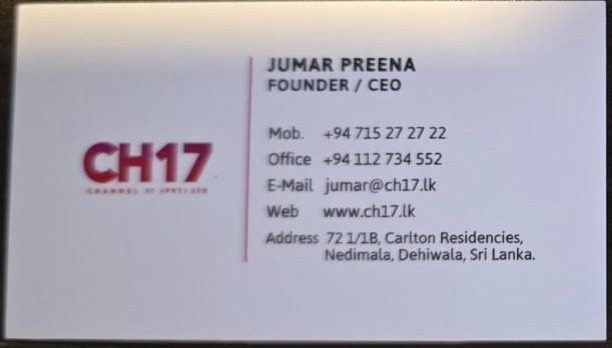 JUMAR PREENA
FOUNDER / CEO
CH17
CHANNEL 17 (PVT) LTD
Mob. +94 715 27 27 22
Office +94 112 734 552
E-Mail jumar@ch17.lk
Web www.ch17.lk
Address 72 1/1B, Carlton Residencies,
Nedimala, Dehiwala, Sri Lanka.